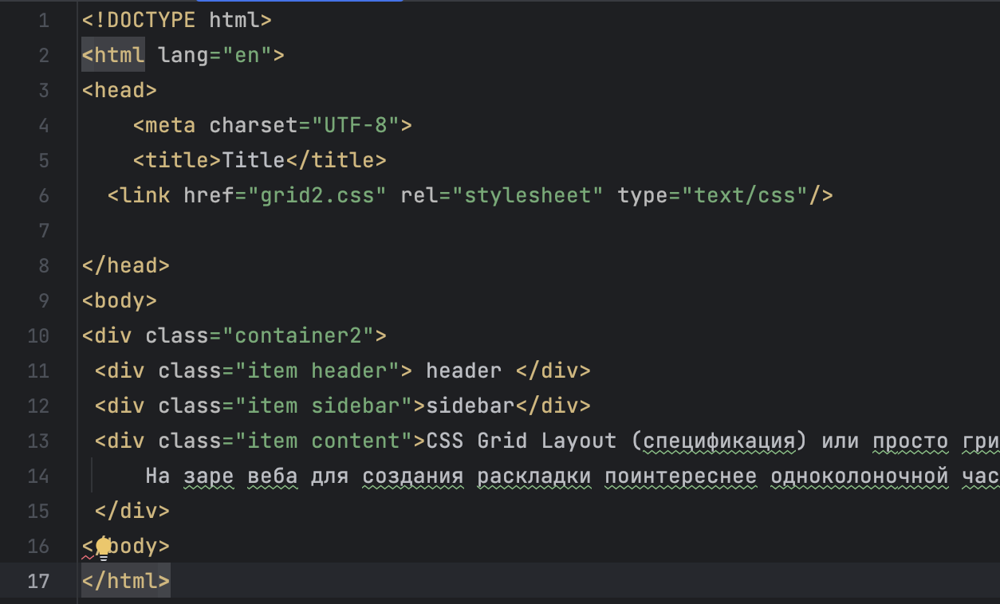 1 <!DOCTYPE html>
2 <html lang="en">
3 <head>
4 <meta charset="UTF-8">
5 <title>Title</title>
6 <link href="grid2.css" rel="stylesheet" type="text/css"/>
7
8 </head>
9 <body>
10 <div class="container2">
11 <div class="item header"> header </div>
12 <div class="item sidebar">sidebar</div>
13 <div class="item content">CSS Grid Layout (спецификация) или просто гри
14 На заре веба для создания раскладки поинтереснее одноколоночной час
15 </div>
16 </body>
17 </html>